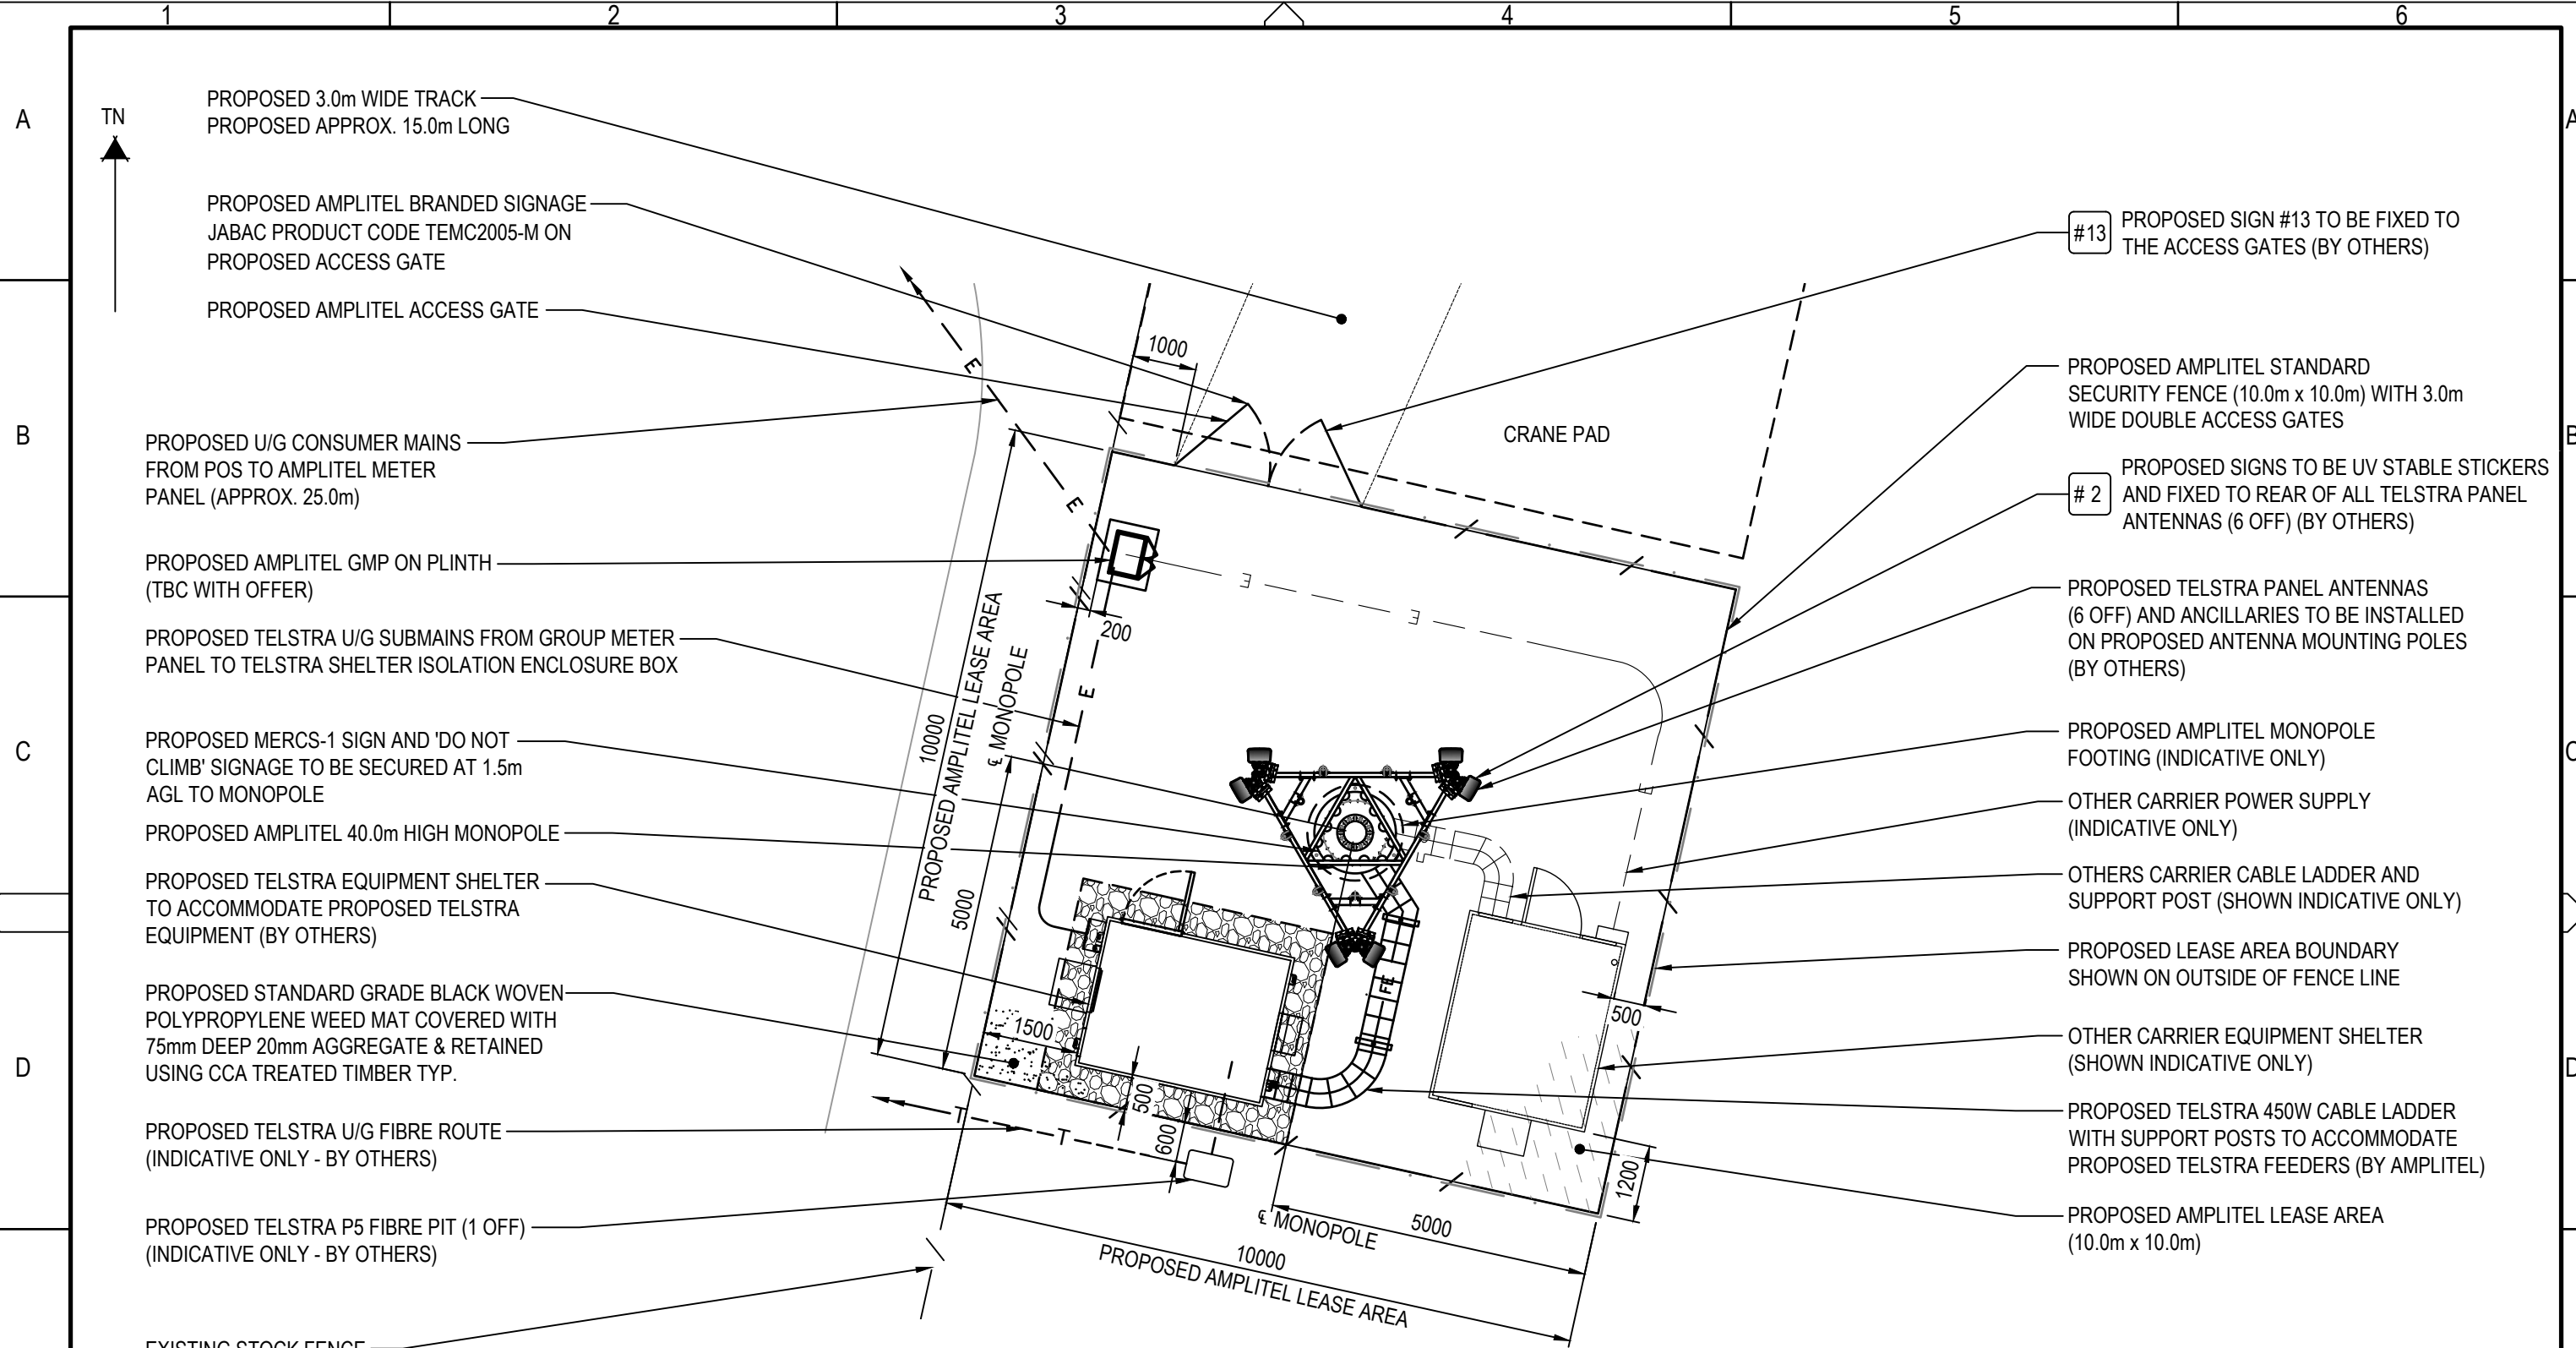 1 2 3 4 5 6
A
B
C
D
A
B
C
D
TN
PROPOSED 3.0m WIDE TRACK
PROPOSED APPROX. 15.0m LONG
PROPOSED AMPLITEL BRANDED SIGNAGE
JABAC PRODUCT CODE TEMC2005-M ON
PROPOSED ACCESS GATE
PROPOSED AMPLITEL ACCESS GATE
PROPOSED U/G CONSUMER MAINS
FROM POS TO AMPLITEL METER
PANEL (APPROX. 25.0m)
PROPOSED AMPLITEL GMP ON PLINTH
(TBC WITH OFFER)
PROPOSED TELSTRA U/G SUBMAINS FROM GROUP METER
PANEL TO TELSTRA SHELTER ISOLATION ENCLOSURE BOX
PROPOSED MERCS-1 SIGN AND 'DO NOT
CLIMB' SIGNAGE TO BE SECURED AT 1.5m
AGL TO MONOPOLE
PROPOSED AMPLITEL 40.0m HIGH MONOPOLE
PROPOSED TELSTRA EQUIPMENT SHELTER
TO ACCOMMODATE PROPOSED TELSTRA
EQUIPMENT (BY OTHERS)
PROPOSED STANDARD GRADE BLACK WOVEN
POLYPROPYLENE WEED MAT COVERED WITH
75mm DEEP 20mm AGGREGATE & RETAINED
USING CCA TREATED TIMBER TYP.
PROPOSED TELSTRA U/G FIBRE ROUTE
(INDICATIVE ONLY - BY OTHERS)
PROPOSED TELSTRA P5 FIBRE PIT (1 OFF)
(INDICATIVE ONLY - BY OTHERS)
EXISTING STOCK FENCE
1000
E
E
CRANE PAD
200
E
E
E
E
10000
PROPOSED AMPLITEL LEASE AREA
℄ MONOPOLE
5000
FE
1500
500
600
T
T
500
1200
℄ MONOPOLE
5000
10000
PROPOSED AMPLITEL LEASE AREA
#13
PROPOSED SIGN #13 TO BE FIXED TO
THE ACCESS GATES (BY OTHERS)
PROPOSED AMPLITEL STANDARD
SECURITY FENCE (10.0m x 10.0m) WITH 3.0m
WIDE DOUBLE ACCESS GATES
# 2
PROPOSED SIGNS TO BE UV STABLE STICKERS
AND FIXED TO REAR OF ALL TELSTRA PANEL
ANTENNAS (6 OFF) (BY OTHERS)
PROPOSED TELSTRA PANEL ANTENNAS
(6 OFF) AND ANCILLARIES TO BE INSTALLED
ON PROPOSED ANTENNA MOUNTING POLES
(BY OTHERS)
PROPOSED AMPLITEL MONOPOLE
FOOTING (INDICATIVE ONLY)
OTHER CARRIER POWER SUPPLY
(INDICATIVE ONLY)
OTHERS CARRIER CABLE LADDER AND
SUPPORT POST (SHOWN INDICATIVE ONLY)
PROPOSED LEASE AREA BOUNDARY
SHOWN ON OUTSIDE OF FENCE LINE
OTHER CARRIER EQUIPMENT SHELTER
(SHOWN INDICATIVE ONLY)
PROPOSED TELSTRA 450W CABLE LADDER
WITH SUPPORT POSTS TO ACCOMMODATE
PROPOSED TELSTRA FEEDERS (BY AMPLITEL)
PROPOSED AMPLITEL LEASE AREA
(10.0m x 10.0m)